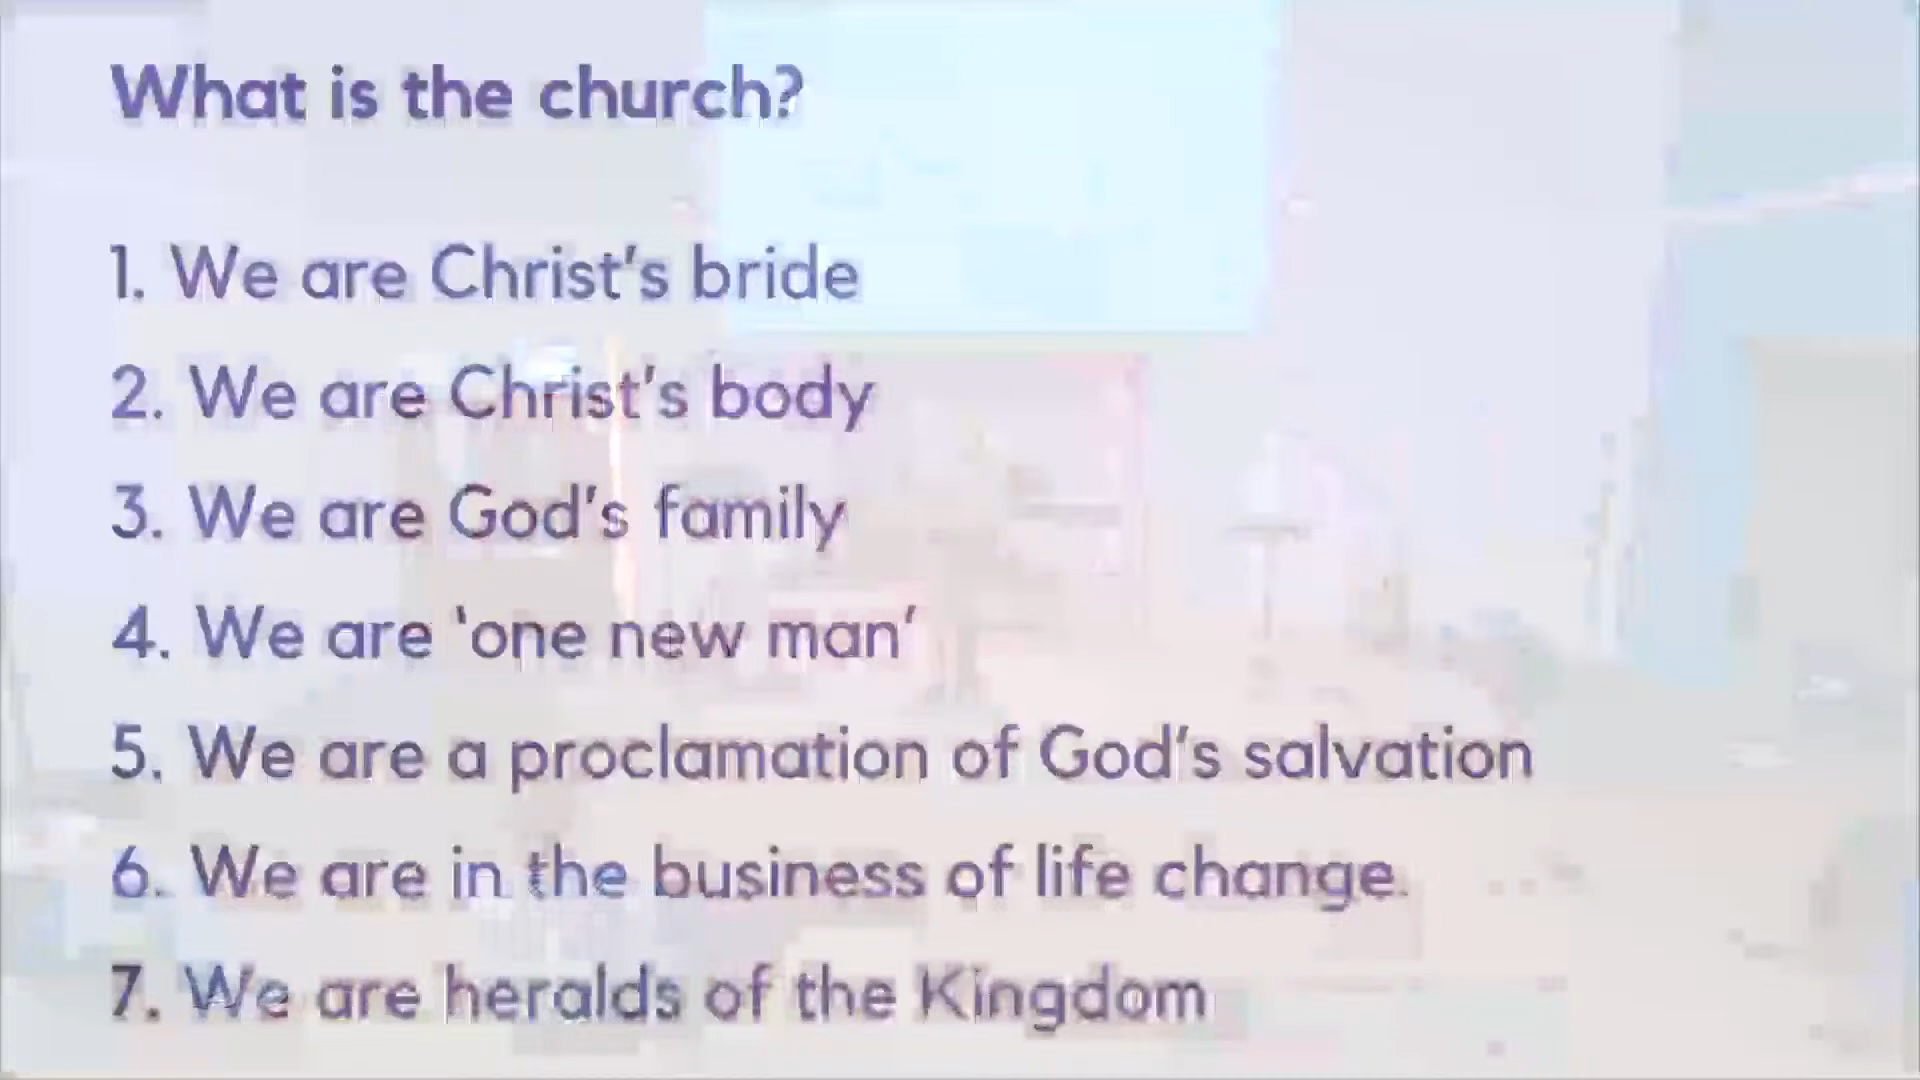 What is the church?
1. We are Christ's bride
2. We are Christ's body
3. We are God's family
4. We are 'one new man'
5. We are a proclamation of God's salvation
6. We are in the business of life change.
7. We are heralds of the Kingdom